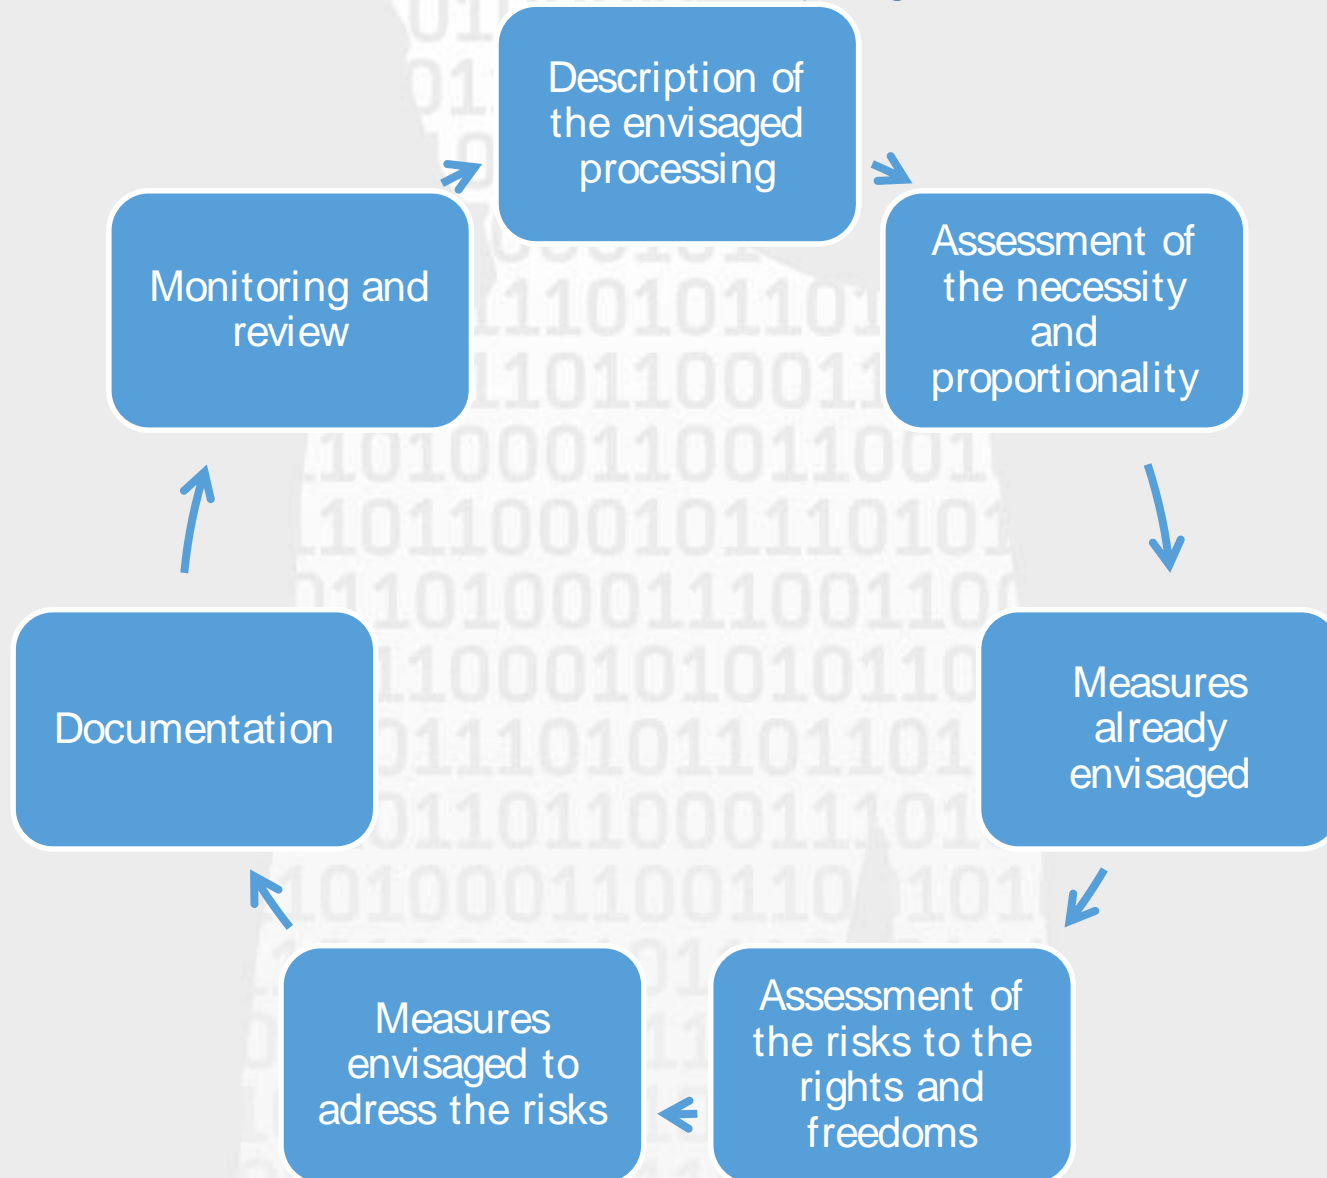 Description of
the envisaged
processing
Assessment of
the necessity
and
proportionality
Measures
already
envisaged
Assessment of
the risks to the
rights and
freedoms
Measures
envisaged to
adress the risks
Documentation
Monitoring and
review